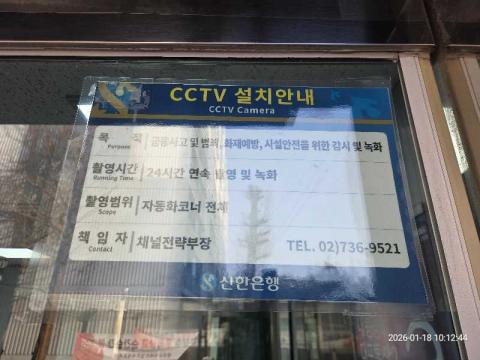 CCTV 설치안내
CCTV Camera
목 적 금융사고 및 범죄, 화재예방, 시설안전을 위한 감시 및 녹화
Purpose
촬영시간 24시간 연속 촬영 및 녹화
Running Time
촬영범위 자동화코너 전체
Scope
책 임 자 채널전략부장 TEL. 02)736-9521
Contact
신한은행
2026-01-18 10:12:44